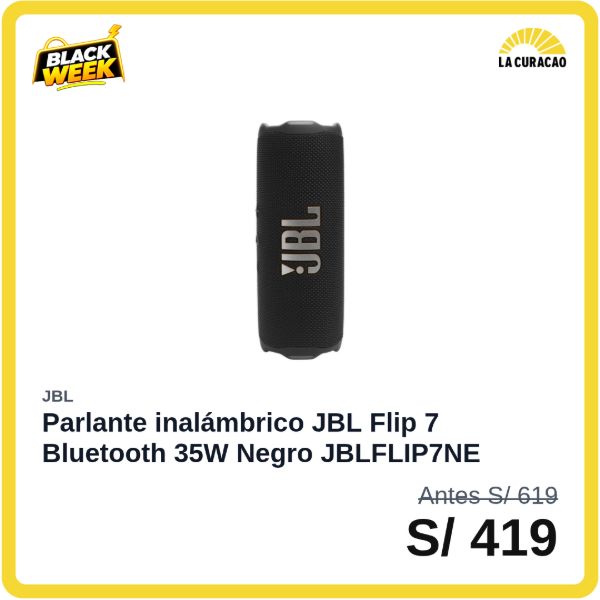 BLACK
WEEK
LA CURACAO
JBL
JBL
Parlante inalámbrico JBL Flip 7
Bluetooth 35W Negro JBLFLIP7NE
Antes S/ 619
S/ 419